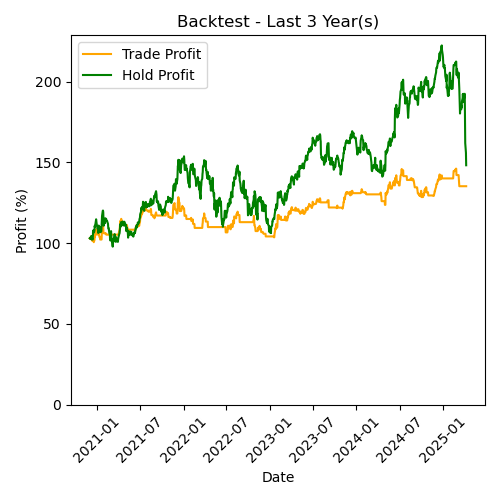 Backtest - Last 3 Year(s)
Trade Profit
Hold Profit
Profit (%)
200
150
100
50
0
2021-01
2021-07
2022-01
2022-07
2023-01
2023-07
2024-01
2024-07
2025-01
Date